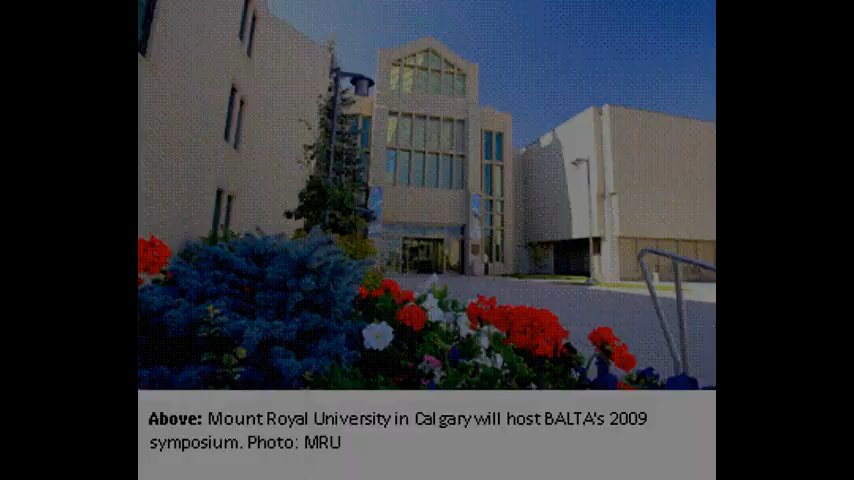 Above: Mount Royal University in Calgary will host BALTA's 2009
symposium. Photo: MRU